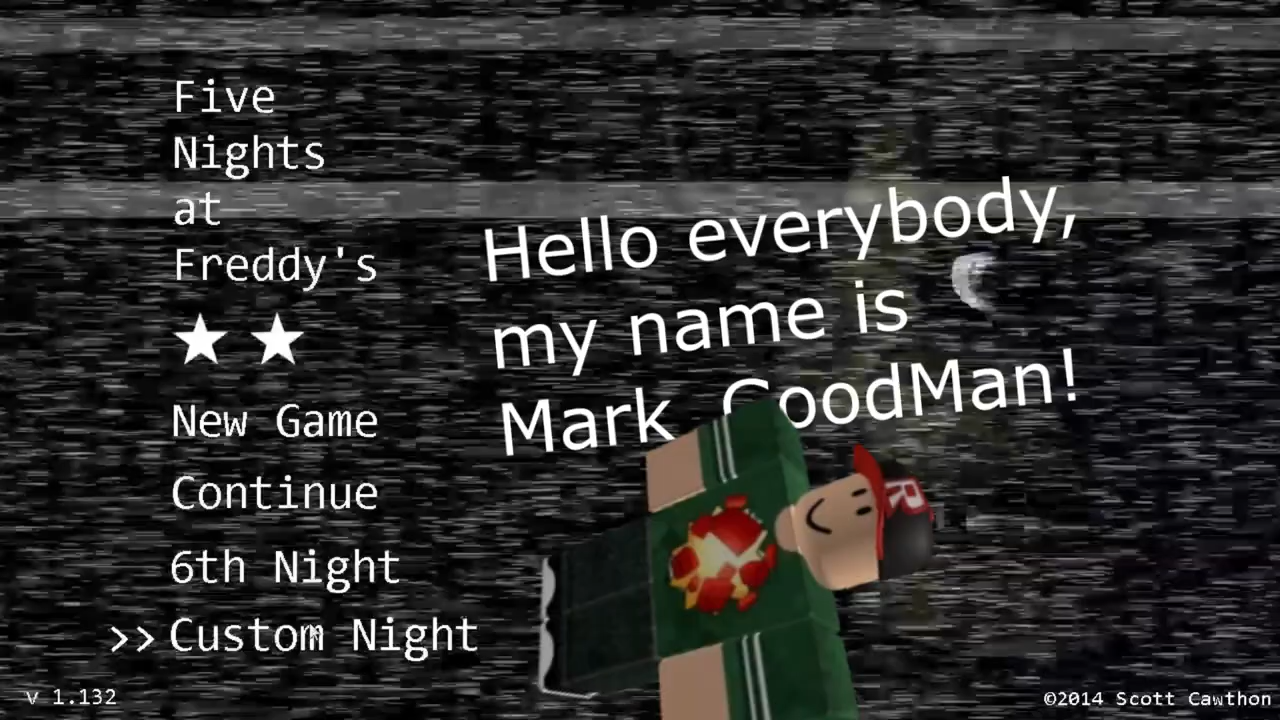 Five
Nights
at
Freddy's
★ ★
New Game
Continue
6th Night
>> Custom Night
v 1.132
Hello everybody,
my name is
Mark GoodMan!
R
©2014 Scott Cawthon